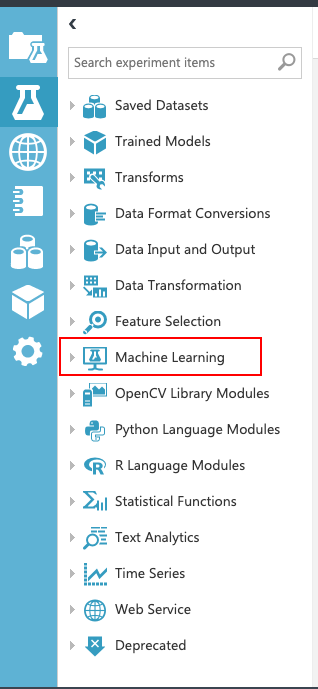 Search experiment items
Saved Datasets
Trained Models
Transforms
Data Format Conversions
Data Input and Output
Data Transformation
Feature Selection
Machine Learning
OpenCV Library Modules
Python Language Modules
R Language Modules
Statistical Functions
Text Analytics
Time Series
Web Service
Deprecated